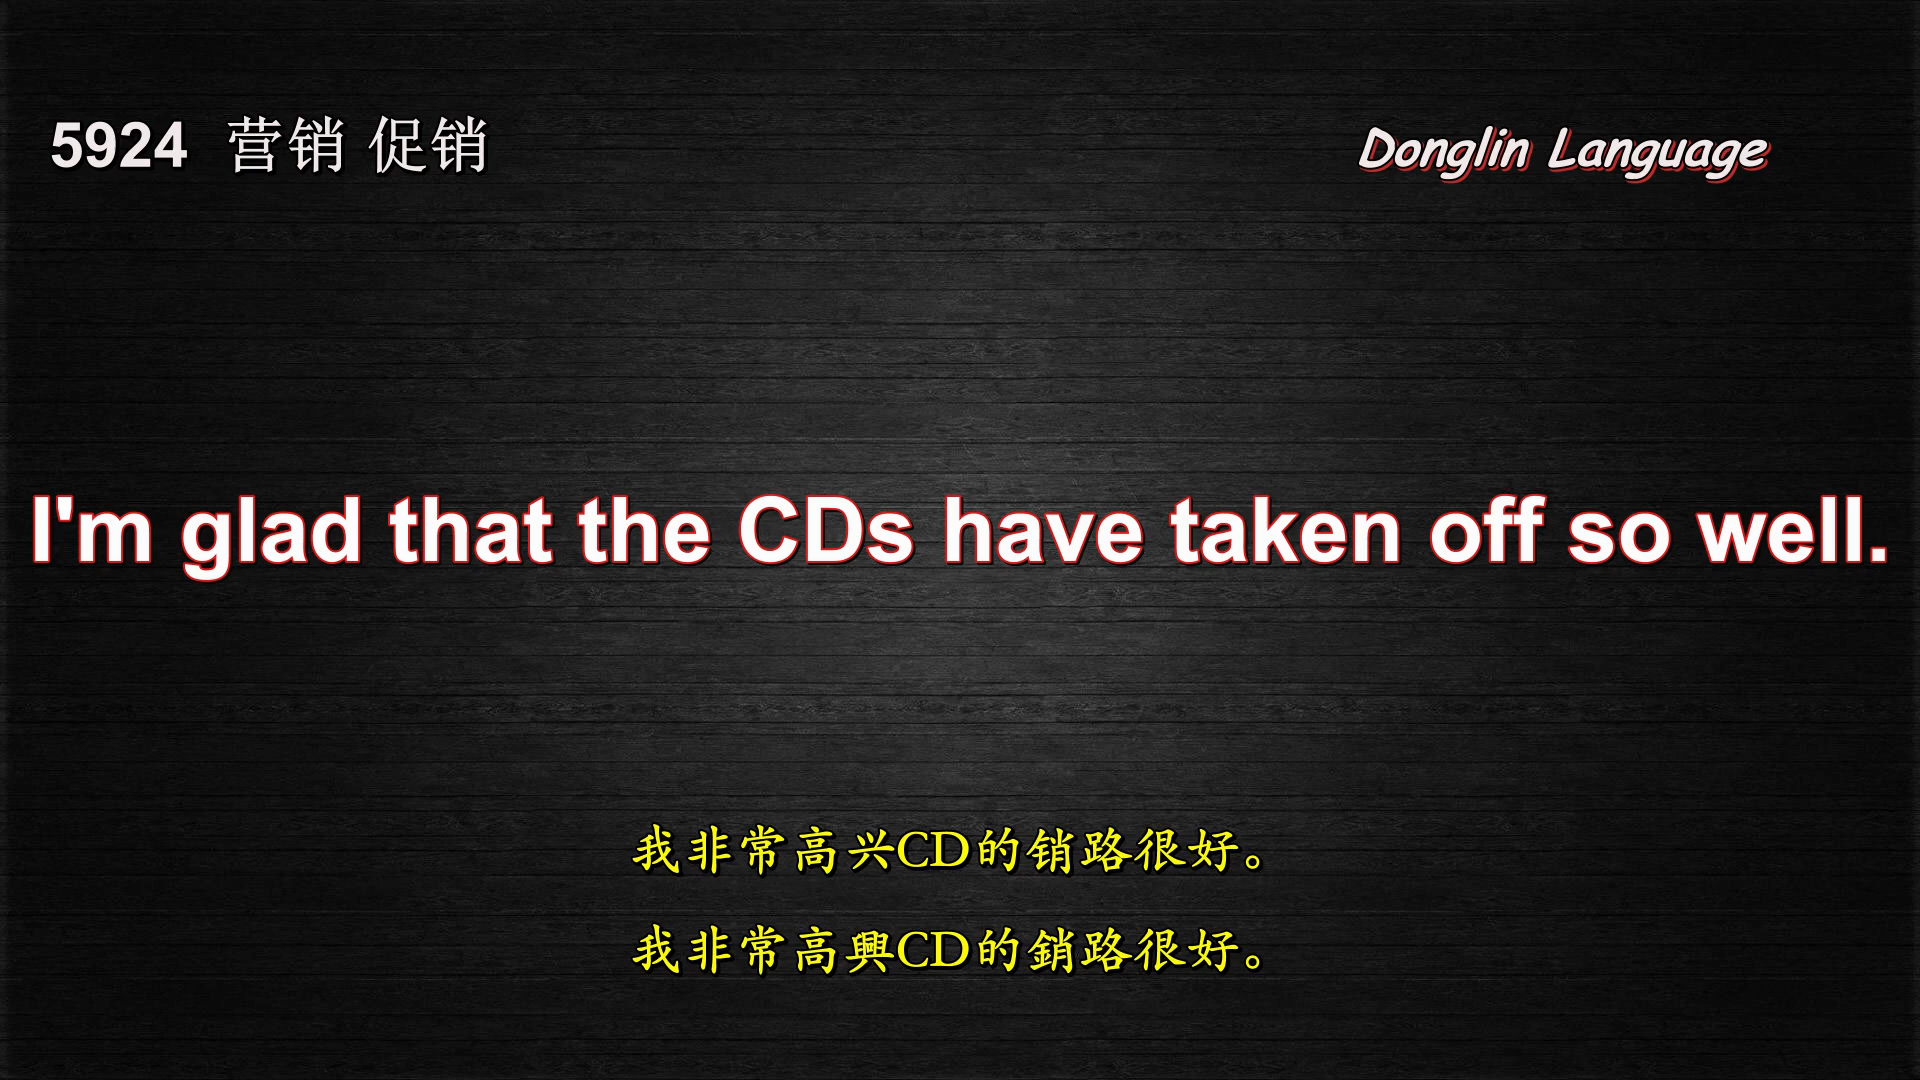 5924 营销 促销
Donglin Language
I'm glad that the CDs have taken off so well.
我非常高兴CD的销路很好。
我非常高興CD的銷路很好。